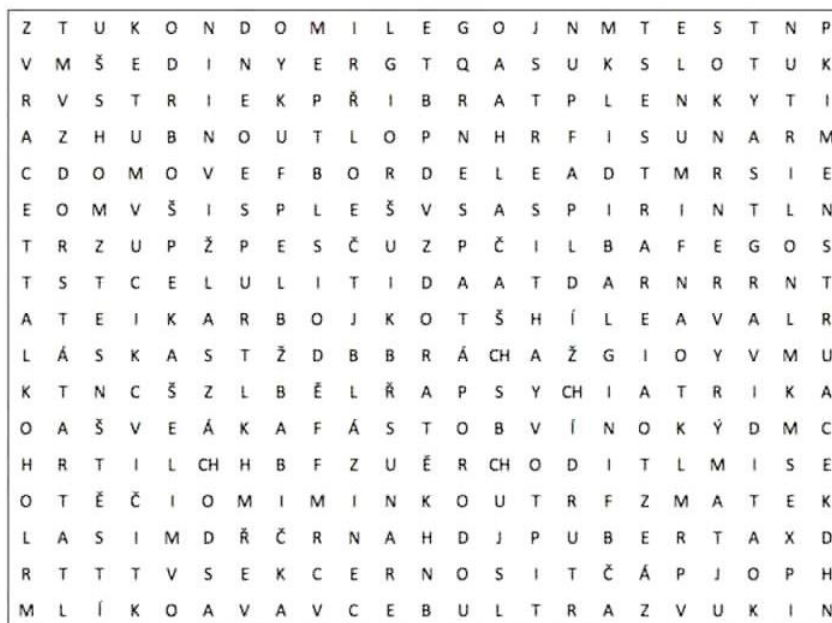 Z T U K O N D O M I L E G O J N M T E S T N P
V M Š E D I N Y E R G T Q A S U K S L O T U K
R V S T R I E K P Ř I B R A T P L E N K Y T I
A Z H U B N O U T L O P N H R F I S U N A R M
C D O M O V E F B O R D E L E A D T M R S I E
E O M V Š I S P L E Š V S A S P I R I N T L N
T R Z U P Ž P E S Č U Z P Č I L B A F E G O S
T S T C E L U L I T I D A A T D A R N R R N T
A T E I K A R B O J K O T Š H Í L E A V A L R
L Á S K A S T Ž D B B R Á CH A Ž G I O Y V M U
K T N C Š Z L B Ě L Ř A P S Y CH I A T R I K A
O A Š V E Á K A F Á S T O B V Í N O K Ý D M C
H R T I L CH H B F Z U Ě R CH O D I T L M I S E
O T Ě Č I O M I M I N K O U T R F Z M A T E K
L A S I M D Ř Č R N A H D J P U B E R T A X D
R T T T V S E K C E R N O S I T Č Á P J O P H
M L Í K O A V A V C E B U L T R A Z V U K I N